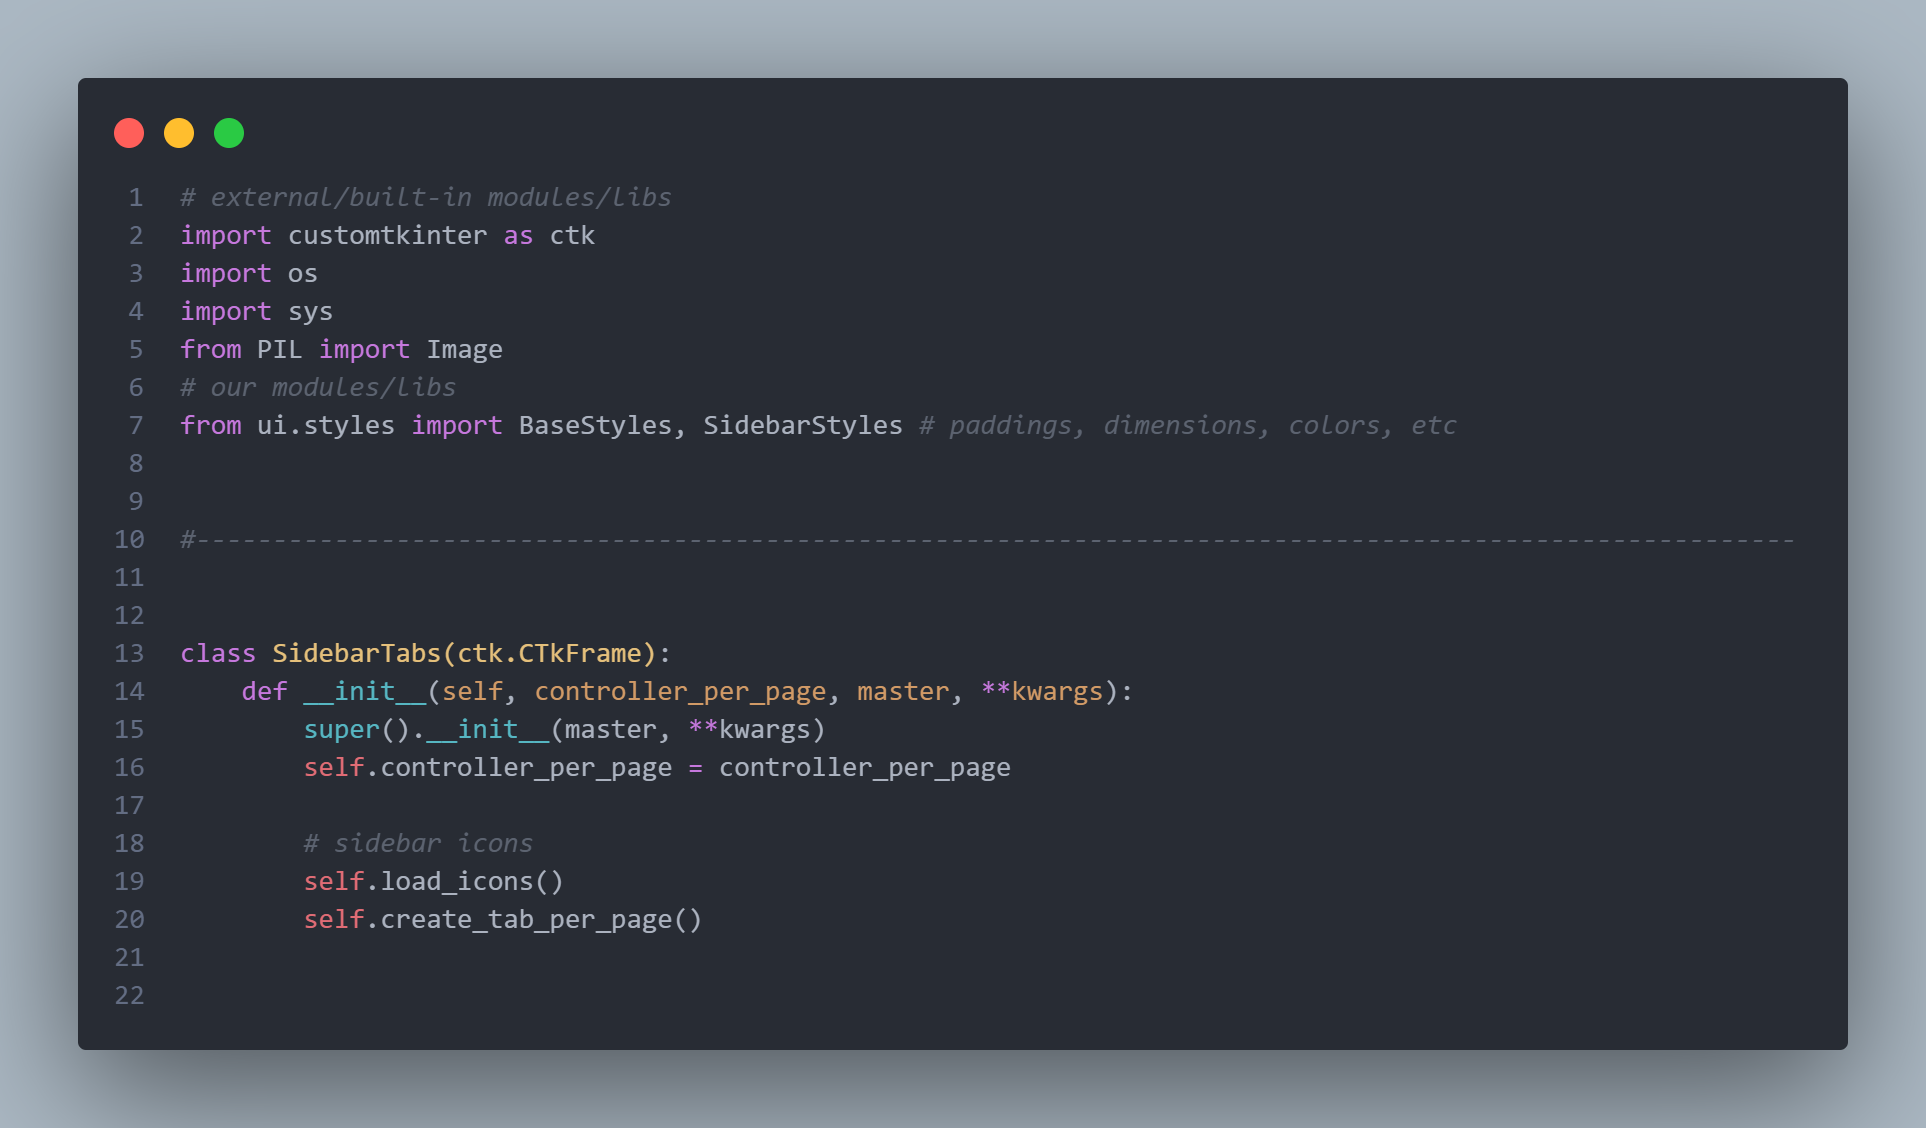 1 # external/built-in modules/libs
2 import customtkinter as ctk
3 import os
4 import sys
5 from PIL import Image
6 # our modules/libs
7 from ui.styles import BaseStyles, SidebarStyles # paddings, dimensions, colors, etc
8
9
10 #--------------------------------------------------------------------------------------------------------
11
12
13 class SidebarTabs(ctk.CTkFrame):
14     def __init__(self, controller_per_page, master, **kwargs):
15         super().__init__(master, **kwargs)
16         self.controller_per_page = controller_per_page
17
18         # sidebar icons
19         self.load_icons()
20         self.create_tab_per_page()
21
22